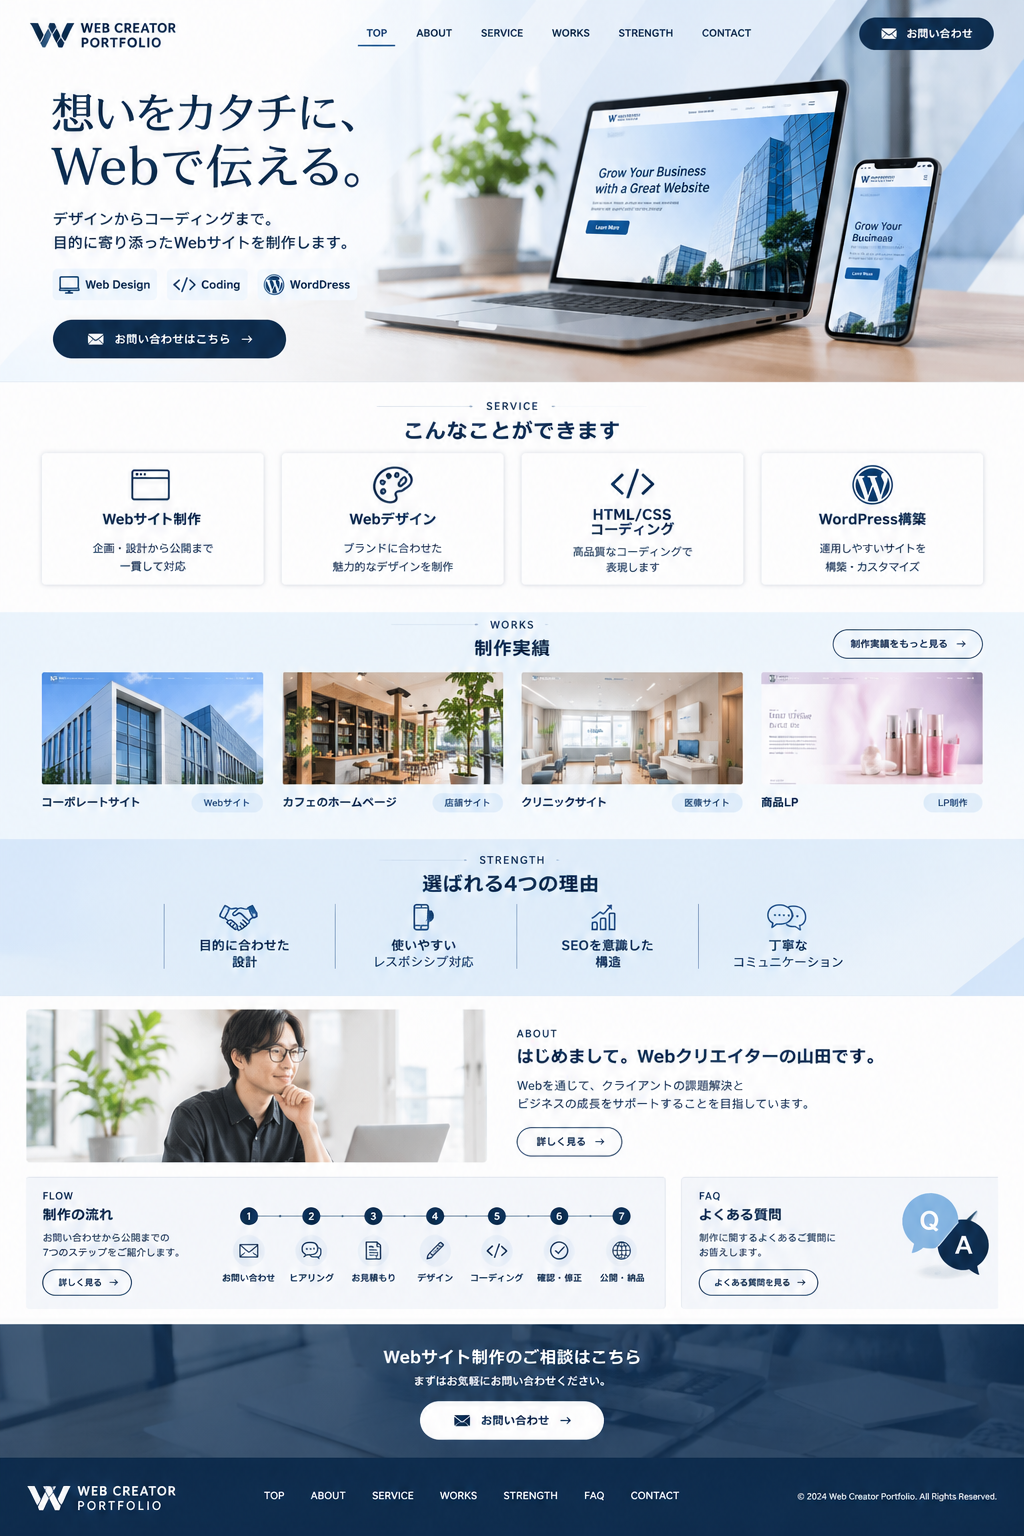 WEB CREATOR
PORTFOLIO
TOP
ABOUT
SERVICE
WORKS
STRENGTH
CONTACT
お問い合わせ
想いをカタチに、
Webで伝える。
デザインからコーディングまで。
目的に寄り添ったWebサイトを制作します。
Web Design
Coding
WordPress
お問い合わせはこちら
Grow Your Business
with a Great Website
Learn More
Grow Your
Business
Learn More
SERVICE
こんなことができます
Webサイト制作
企画・設計から公開まで
一貫して対応
Webデザイン
ブランドに合わせた
魅力的なデザインを制作
HTML/CSS
コーディング
高品質なコーディングで
表現します
WordPress構築
運用しやすいサイトを
構築・カスタマイズ
WORKS
制作実績
制作実績をもっと見る
コーポレートサイト
Webサイト
カフェのホームページ
店舗サイト
クリニックサイト
医療サイト
商品LP
LP制作
STRENGTH
選ばれる4つの理由
目的に合わせた
設計
使いやすい
レスポシシブ対応
SEOを意識した
構造
丁寧な
コミュニケーション
ABOUT
はじめまして。Webクリエイターの山田です。
Webを通じて、クライアントの課題解決と
ビジネスの成長をサポートすることを目指しています。
詳しく見る
FLOW
制作の流れ
お問い合わせから公開までの
7つのステップをご紹介します。
詳しく見る
1
2
3
4
5
6
7
お問い合わせ
ヒアリング
お見積もり
デザイン
コーディング
確認・修正
公開・納品
FAQ
よくある質問
制作に関するよくあるご質問に
お答えします。
よくある質問を見る
Q
A
Webサイト制作のご相談はこちら
まずはお気軽にお問い合わせください。
お問い合わせ
WEB CREATOR
PORTFOLIO
TOP
ABOUT
SERVICE
WORKS
STRENGTH
FAQ
CONTACT
© 2024 Web Creator Portfolio. All Rights Reserved.